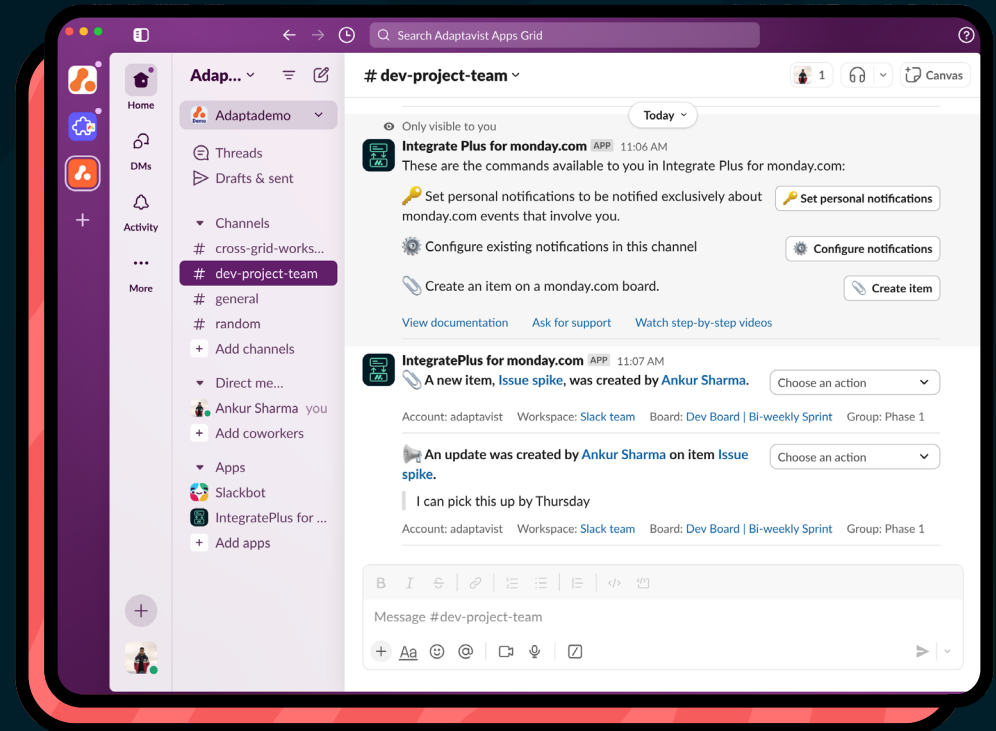 Search Adaptavist Apps Grid
Home
DMs
Activity
More
Adap...
Demo
Adaptademo
Threads
Drafts & sent
Channels
# cross-grid-works...
# dev-project-team
# general
# random
+ Add channels
Direct me...
Ankur Sharma you
+ Add coworkers
Apps
Slackbot
IntegratePlus for ...
+ Add apps
# dev-project-team
1
Canvas
Today
Only visible to you
Integrate Plus for monday.com APP 11:06 AM
These are the commands available to you in Integrate Plus for monday.com:
Set personal notifications to be notified exclusively about
monday.com events that involve you.
Set personal notifications
Configure existing notifications in this channel
Configure notifications
Create an item on a monday.com board.
Create item
View documentation Ask for support Watch step-by-step videos
IntegratePlus for monday.com APP 11:07 AM
A new item, Issue spike, was created by Ankur Sharma.
Choose an action
Account: adaptavist Workspace: Slack team Board: Dev Board | Bi-weekly Sprint Group: Phase 1
An update was created by Ankur Sharma on item Issue
spike.
Choose an action
I can pick this up by Thursday
Account: adaptavist Workspace: Slack team Board: Dev Board | Bi-weekly Sprint Group: Phase 1
B I S
Message #dev-project-team
+ Aa @